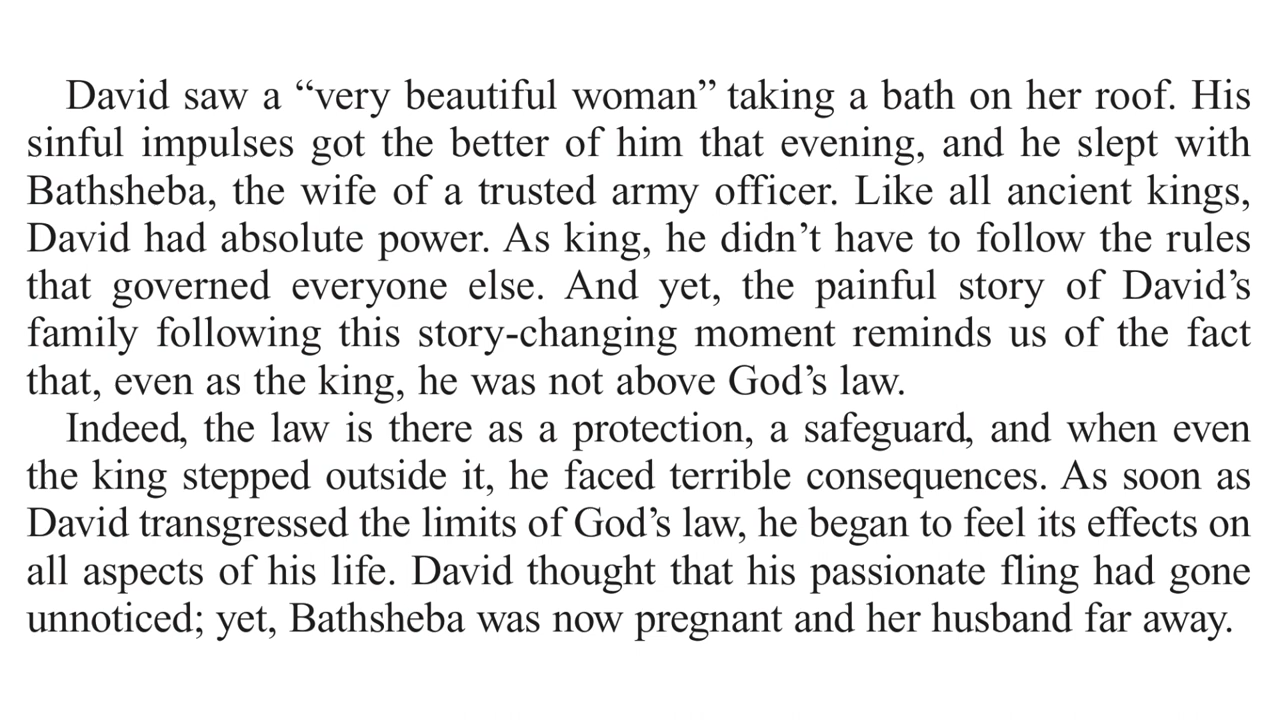 David saw a “very beautiful woman” taking a bath on her roof. His
sinful impulses got the better of him that evening, and he slept with
Bathsheba, the wife of a trusted army officer. Like all ancient kings,
David had absolute power. As king, he didn’t have to follow the rules
that governed everyone else. And yet, the painful story of David’s
family following this story-changing moment reminds us of the fact
that, even as the king, he was not above God’s law.
Indeed, the law is there as a protection, a safeguard, and when even
the king stepped outside it, he faced terrible consequences. As soon as
David transgressed the limits of God’s law, he began to feel its effects on
all aspects of his life. David thought that his passionate fling had gone
unnoticed; yet, Bathsheba was now pregnant and her husband far away.